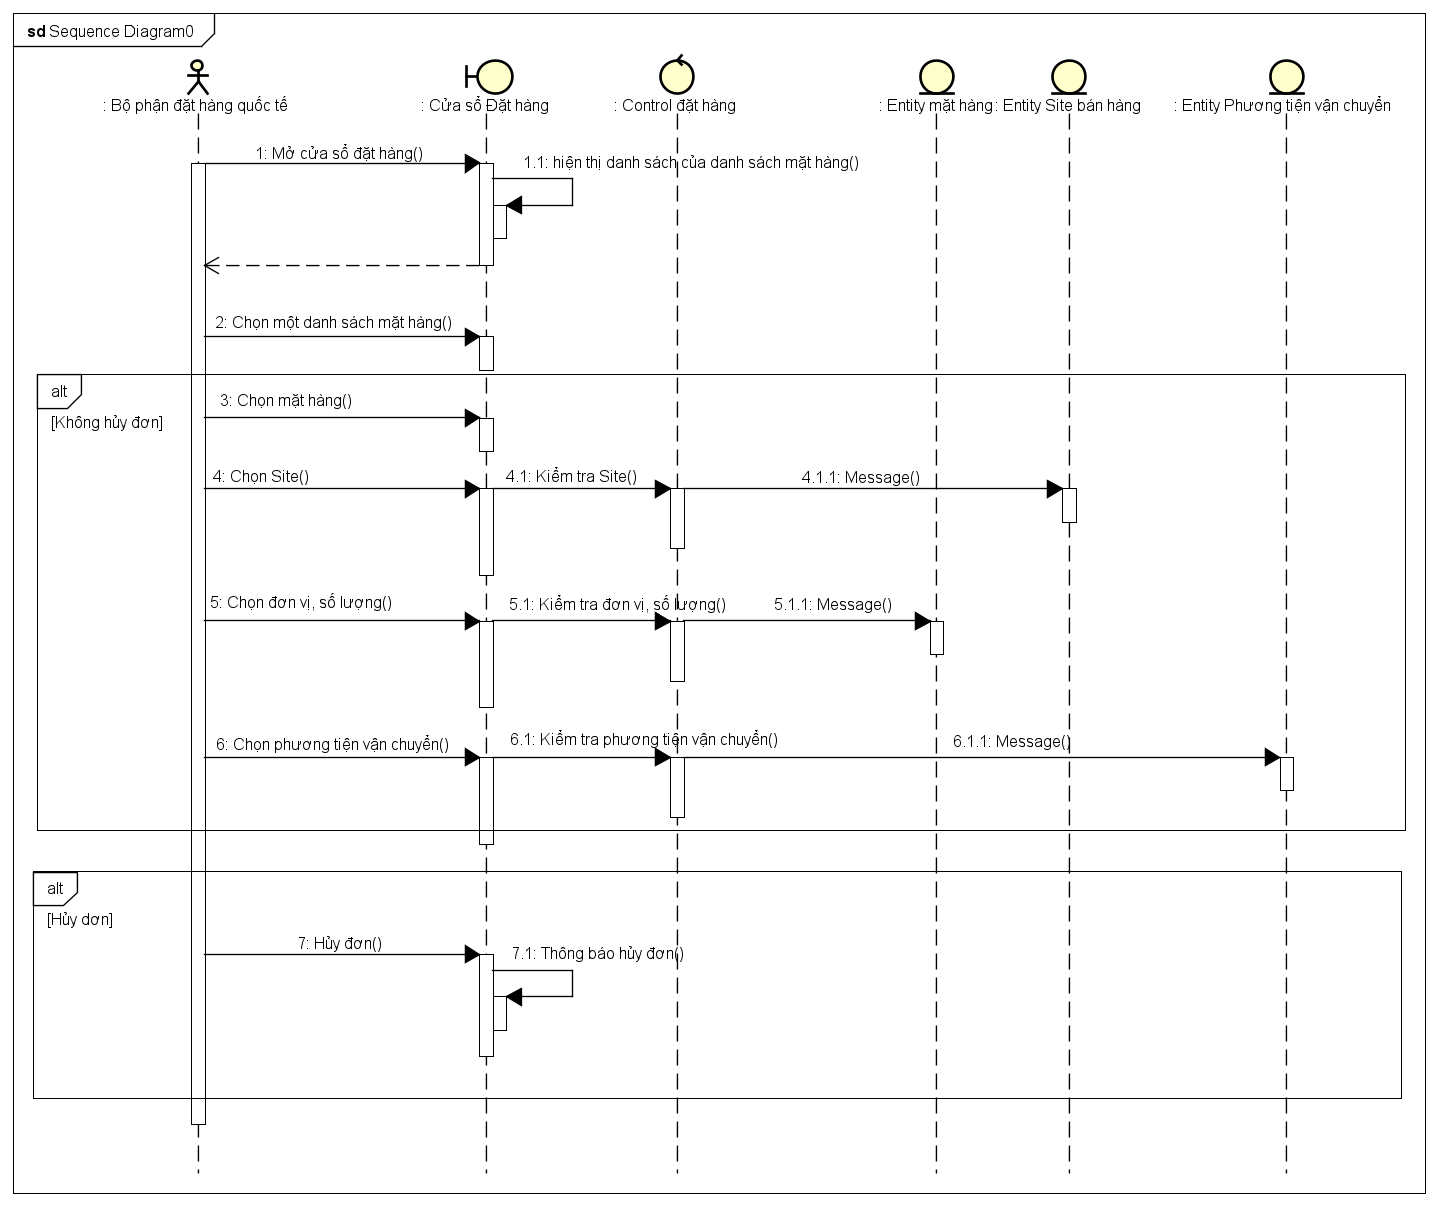 sd Sequence Diagram0
: Bộ phận đặt hàng quốc tế
: Cửa sổ Đặt hàng
: Control đặt hàng
: Entity mặt hàng
: Entity Site bán hàng
: Entity Phương tiện vận chuyển
1: Mở cửa sổ đặt hàng()
1.1: hiện thị danh sách của danh sách mặt hàng()
2: Chọn một danh sách mặt hàng()
alt
3: Chọn mặt hàng()
[Không hủy đơn]
4: Chọn Site()
4.1: Kiểm tra Site()
4.1.1: Message()
5: Chọn đơn vị, số lượng()
5.1: Kiểm tra đơn vị, số lượng()
5.1.1: Message()
6: Chọn phương tiện vận chuyển()
6.1: Kiểm tra phương tiện vận chuyển()
6.1.1: Message()
alt
[Hủy dơn]
7: Hủy đơn()
7.1: Thông báo hủy đơn()